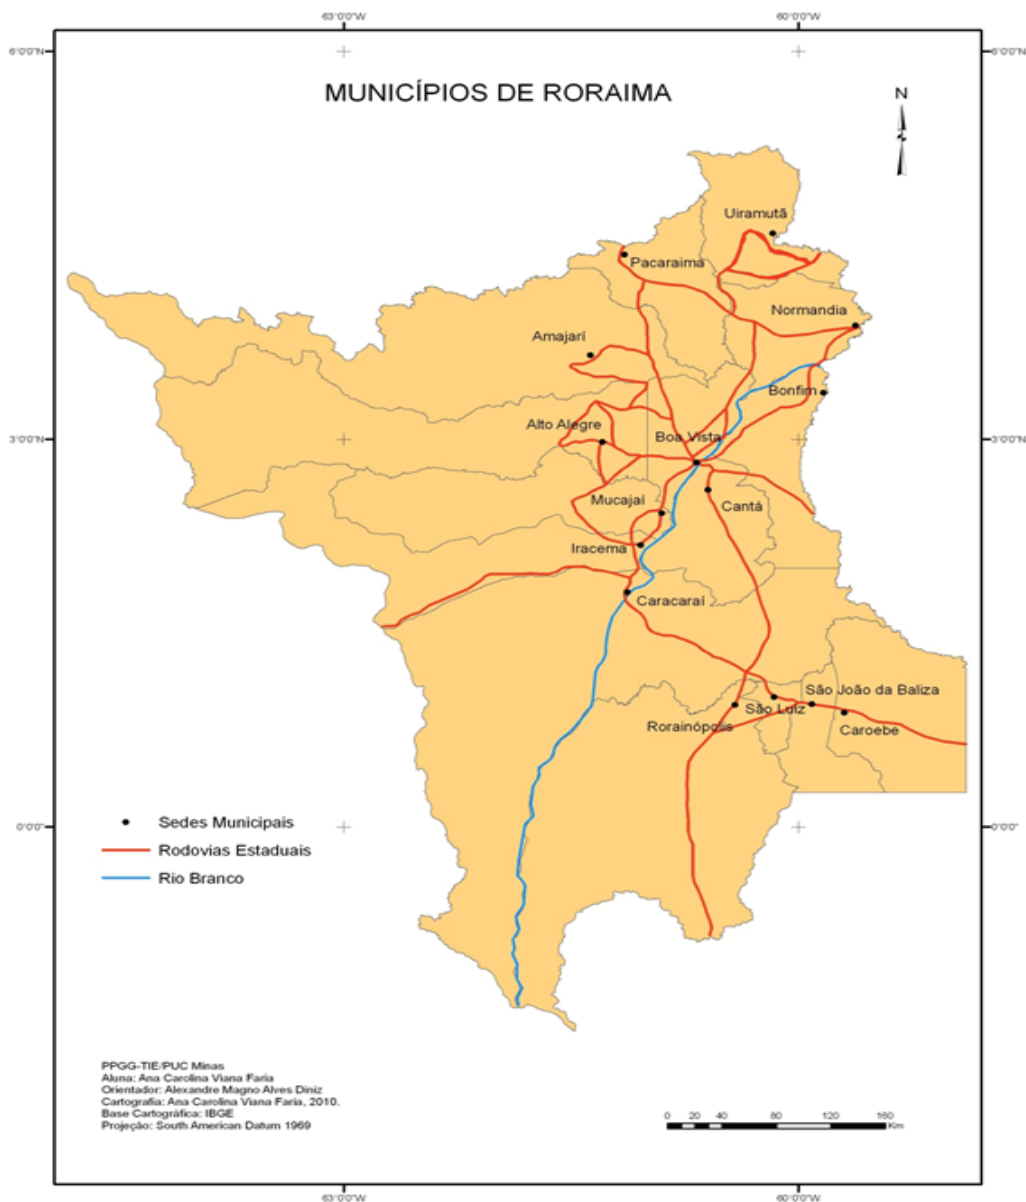 63°0'0"W 60°0'0"W
6°0'0"N 6°0'0"N
MUNICÍPIOS DE RORAIMA
N
Uiramutã
Pacaraima
Normandia
Amajarí
Bonfim
Alto Alegre
Boa Vista
3°0'0"N 3°0'0"N
Mucajaí
Cantá
Iracema
Caracaraí
São João da Baliza
São Luiz
Rorainópolis
Caroebe
Sedes Municipais
0°0'0" 0°0'0"
Rodovias Estaduais
Rio Branco
PPGG-TIE/PUC Minas
Aluna: Ana Carolina Viana Faria
Orientador: Alexandre Magno Alves Diniz
Cartografia: Ana Carolina Viana Faria, 2010.
Base Cartográfica: IBGE
Projeção: South American Datum 1969
0 20 40 80 120 160
Km
63°0'0"W 60°0'0"W